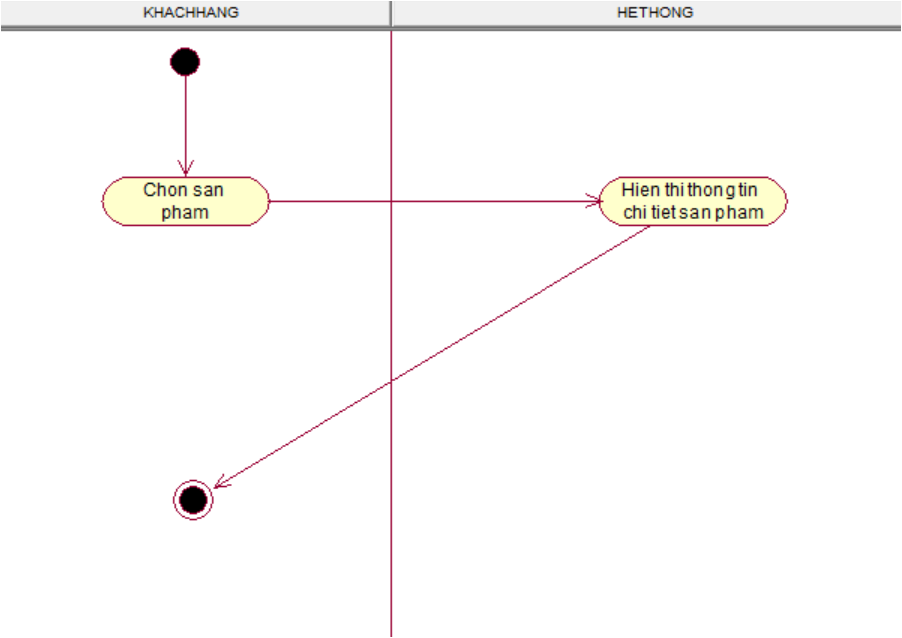 KHACHHANG
HETHONG
Chon san
pham
Hien thi thong tin
chi tiet san pham